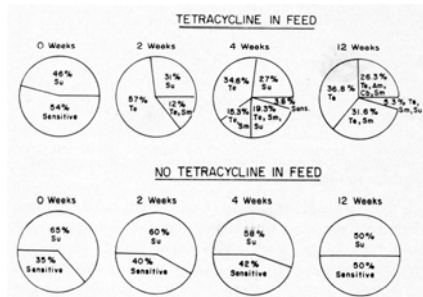 TETRACYCLINE IN FEED
0 Weeks
2 Weeks
4 Weeks
12 Weeks
46%
Su
54%
Sensitive
31%
Su
57%
Te
12%
Te, Sm
34.6%
Te
27%
Su
3.8%
Sens.
15.3%
Te,
Sm
19.3%
Te, Sm,
Su
26.3%
Te, Am,
Cb, Sm
36.8%
Te
5.3% Te,
Sm, Su
31.6%
Te, Sm
NO TETRACYCLINE IN FEED
0 Weeks
2 Weeks
4 Weeks
12 Weeks
65%
Su
35%
Sensitive
60%
Su
40%
Sensitive
58%
Su
42%
Sensitive
50%
Su
50%
Sensitive